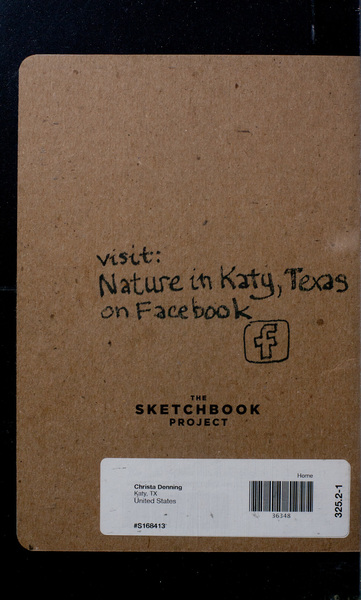 visit:
Nature in Katy, Texas
on Facebook
f
THE
SKETCHBOOK
PROJECT
Home
Christa Denning
Katy, TX
United States
#S168413
36348
325.2-1